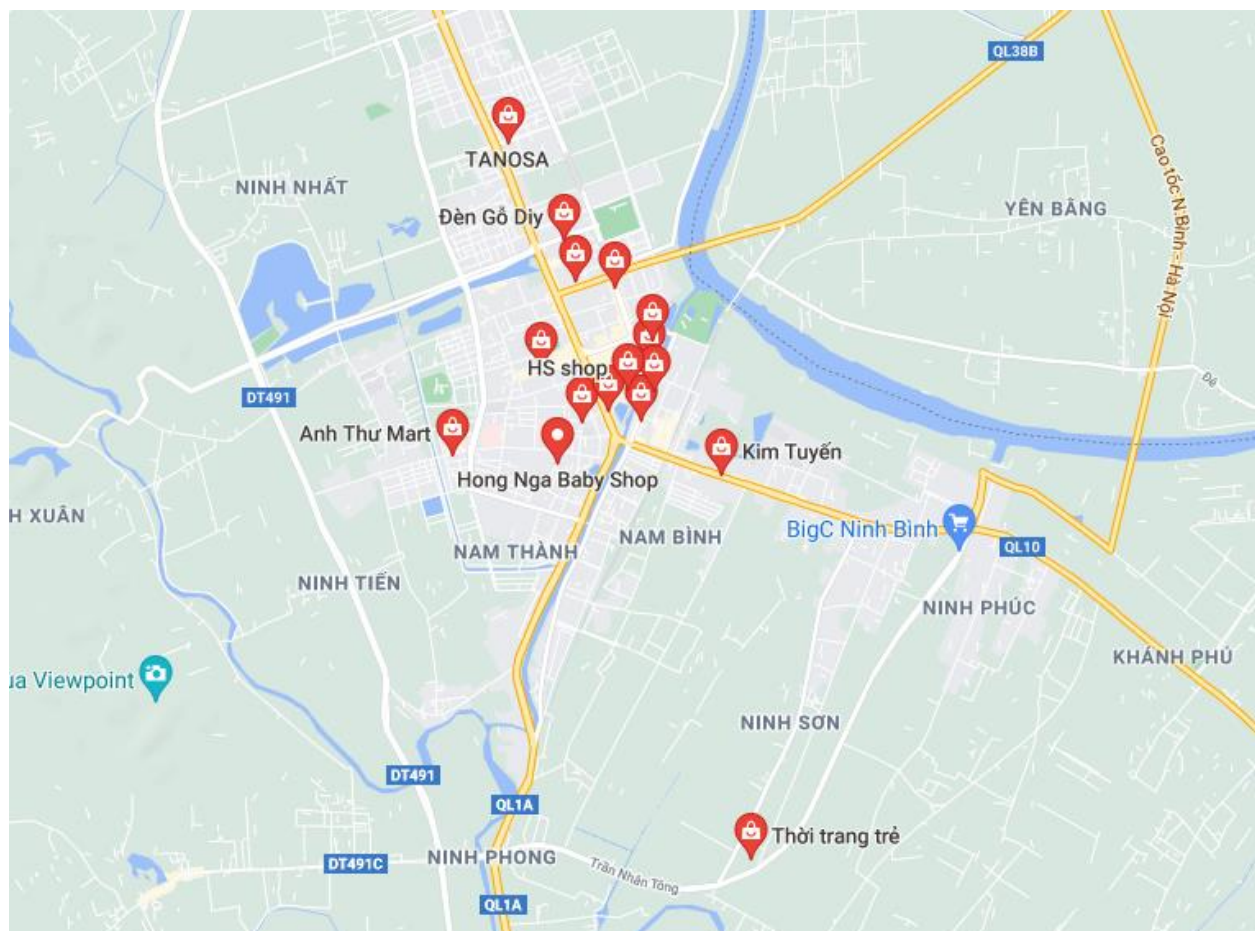 QL38B
TANOSA
Cao tốc N.Bình - Hà Nội
NINH NHẤT
YÊN BẰNG
Đèn Gỗ Diy
HS shop
Đê
DT491
Anh Thư Mart
Kim Tuyến
Hong Nga Baby Shop
H XUÂN
BigC Ninh Bình
NAM BÌNH
QL10
NAM THÀNH
NINH TIẾN
NINH PHÚC
KHÁNH PHÚ
ua Viewpoint
NINH SƠN
DT491
QL1A
Thời trang trẻ
NINH PHONG
DT491C
Trần Nhân Tông
QL1A